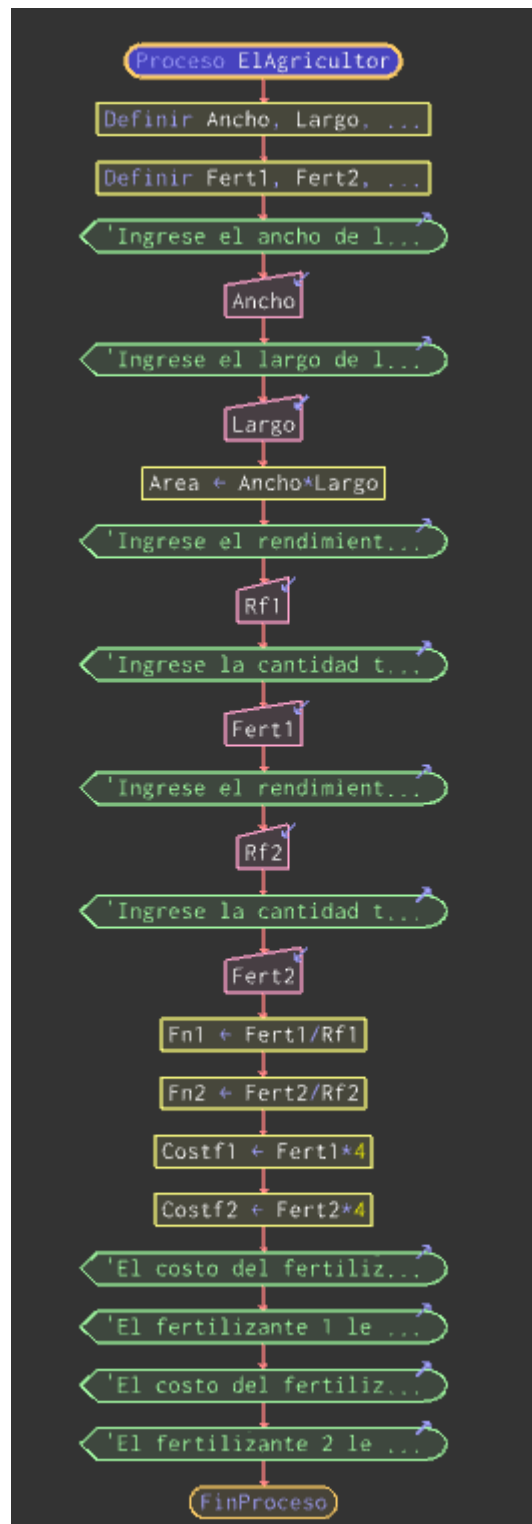 Proceso ElAgricultor
Definir Ancho, Largo, ...
Definir Fert1, Fert2, ...
'Ingrese el ancho de l...
Ancho
'Ingrese el largo de l...
Largo
Area ← Ancho*Largo
'Ingrese el rendimient...
Rf1
'Ingrese la cantidad t...
Fert1
'Ingrese el rendimient...
Rf2
'Ingrese la cantidad t...
Fert2
Fn1 ← Fert1/Rf1
Fn2 ← Fert2/Rf2
Costf1 ← Fert1*4
Costf2 ← Fert2*4
'El costo del fertiliz...
'El fertilizante 1 le ...
'El costo del fertiliz...
'El fertilizante 2 le ...
FinProceso